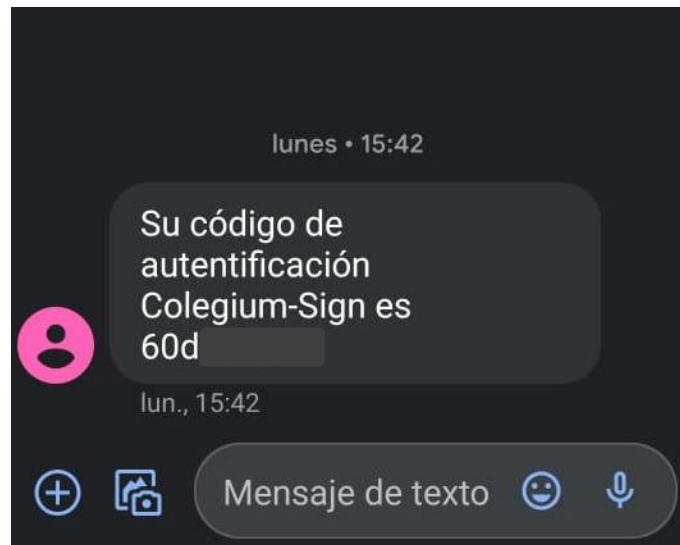 lunes • 15:42
Su código de
autentificación
Colegium-Sign es
60d
lun., 15:42
Mensaje de texto